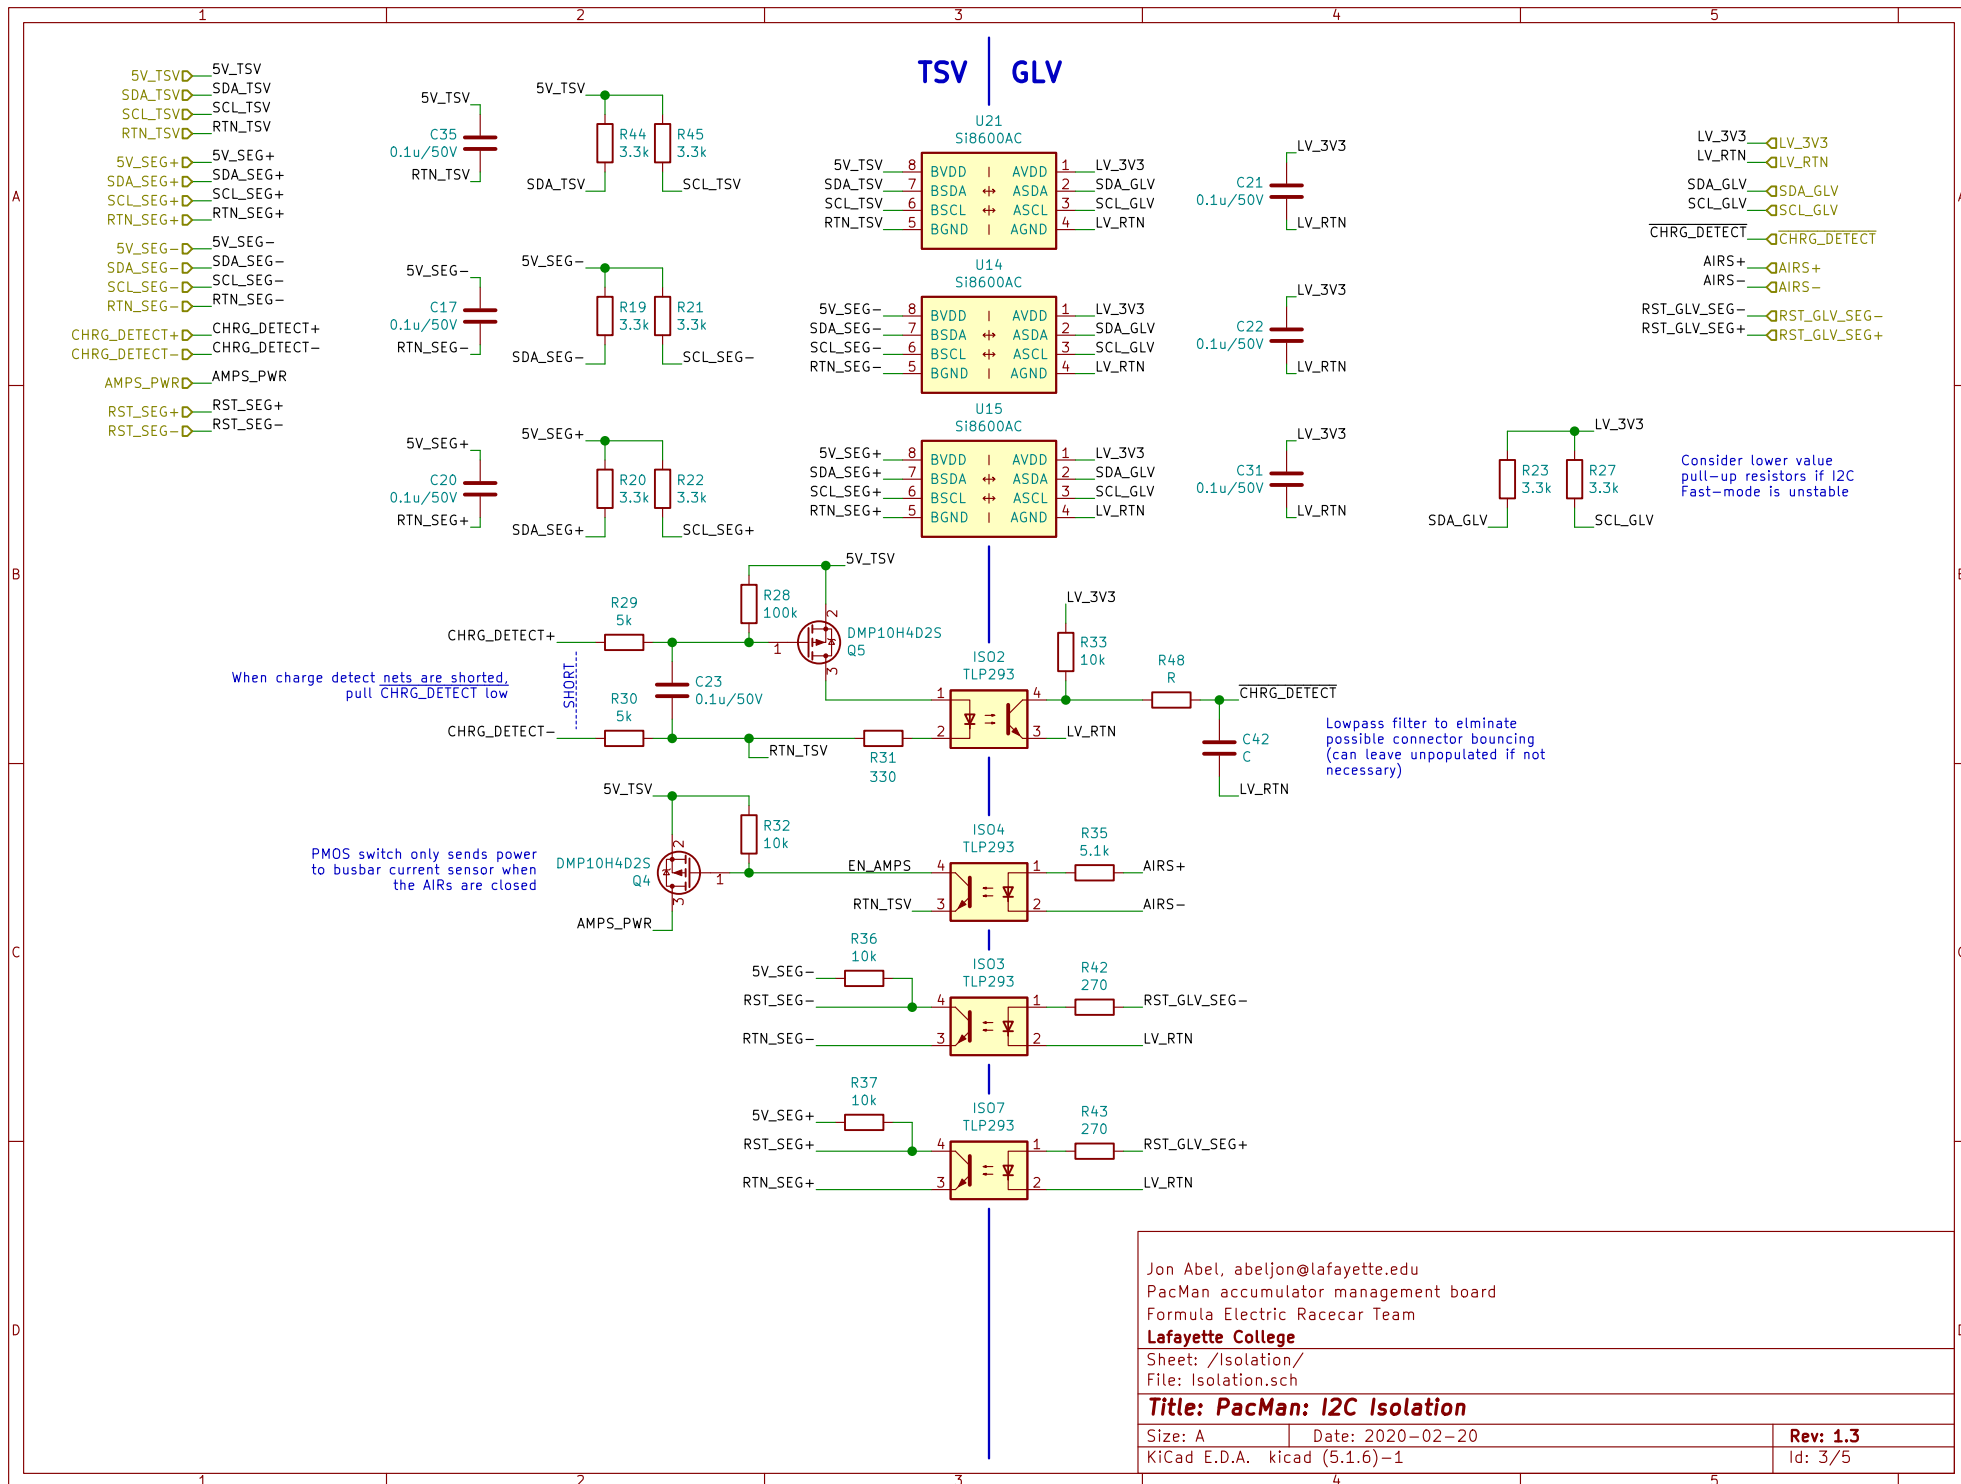 1 2 3 4 5
TSV GLV
5V_TSV 5V_TSV
SDA_TSV SDA_TSV
SCL_TSV SCL_TSV
RTN_TSV RTN_TSV
5V_SEG+ 5V_SEG+
SDA_SEG+ SDA_SEG+
SCL_SEG+ SCL_SEG+
RTN_SEG+ RTN_SEG+
5V_SEG- 5V_SEG-
SDA_SEG- SDA_SEG-
SCL_SEG- SCL_SEG-
RTN_SEG- RTN_SEG-
CHRG_DETECT+ CHRG_DETECT+
CHRG_DETECT- CHRG_DETECT-
AMPS_PWR AMPS_PWR
RST_SEG+ RST_SEG+
RST_SEG- RST_SEG-
5V_TSV
C35
0.1u/50V
RTN_TSV
5V_TSV
R44 R45
3.3k 3.3k
SDA_TSV SCL_TSV
U21
Si8600AC
5V_TSV 8 BVDD AVDD 1 LV_3V3
SDA_TSV 7 BSDA ASDA 2 SDA_GLV
SCL_TSV 6 BSCL ASCL 3 SCL_GLV
RTN_TSV 5 BGND AGND 4 LV_RTN
LV_3V3
C21
0.1u/50V
LV_RTN
LV_3V3 LV_3V3
LV_RTN LV_RTN
SDA_GLV SDA_GLV
SCL_GLV SCL_GLV
CHRG_DETECT CHRG_DETECT
AIRS+ AIRS+
AIRS- AIRS-
RST_GLV_SEG- RST_GLV_SEG-
RST_GLV_SEG+ RST_GLV_SEG+
5V_SEG-
C17
0.1u/50V
RTN_SEG-
5V_SEG-
R19 R21
3.3k 3.3k
SDA_SEG- SCL_SEG-
U14
Si8600AC
5V_SEG- 8 BVDD AVDD 1 LV_3V3
SDA_SEG- 7 BSDA ASDA 2 SDA_GLV
SCL_SEG- 6 BSCL ASCL 3 SCL_GLV
RTN_SEG- 5 BGND AGND 4 LV_RTN
LV_3V3
C22
0.1u/50V
LV_RTN
5V_SEG+
C20
0.1u/50V
RTN_SEG+
5V_SEG+
R20 R22
3.3k 3.3k
SDA_SEG+ SCL_SEG+
U15
Si8600AC
5V_SEG+ 8 BVDD AVDD 1 LV_3V3
SDA_SEG+ 7 BSDA ASDA 2 SDA_GLV
SCL_SEG+ 6 BSCL ASCL 3 SCL_GLV
RTN_SEG+ 5 BGND AGND 4 LV_RTN
LV_3V3
C31
0.1u/50V
LV_RTN
LV_3V3
R23 R27
3.3k 3.3k
SDA_GLV SCL_GLV
Consider lower value
pull-up resistors if I2C
Fast-mode is unstable
5V_TSV
R28
100k
R29
5k
CHRG_DETECT+
1 2 3
DMP10H4D2S
Q5
When charge detect nets are shorted,
pull CHRG_DETECT low
SHORT
C23
0.1u/50V
R30
5k
CHRG_DETECT-
RTN_TSV
R31
330
ISO2
TLP293
1 4
2 3
LV_3V3
R33
10k
LV_RTN
R48
R
CHRG_DETECT
C42
C
LV_RTN
Lowpass filter to elminate
possible connector bouncing
(can leave unpopulated if not
necessary)
5V_TSV
R32
10k
PMOS switch only sends power
to busbar current sensor when
the AIRs are closed
DMP10H4D2S
Q4
2 1 3
AMPS_PWR
ISO4
TLP293
EN_AMPS 4 1
RTN_TSV 3 2
R35
5.1k
AIRS+
AIRS-
R36
10k
5V_SEG-
RST_SEG-
RTN_SEG-
ISO3
TLP293
4 1
3 2
R42
270
RST_GLV_SEG-
LV_RTN
R37
10k
5V_SEG+
RST_SEG+
RTN_SEG+
ISO7
TLP293
4 1
3 2
R43
270
RST_GLV_SEG+
LV_RTN
A
B
C
D
Jon Abel, abeljon@lafayette.edu
PacMan accumulator management board
Formula Electric Racecar Team
Lafayette College
Sheet: /Isolation/
File: Isolation.sch
Title: PacMan: I2C Isolation
Size: A Date: 2020-02-20 Rev: 1.3
KiCad E.D.A. kicad (5.1.6)-1 Id: 3/5
1 2 3 4 5